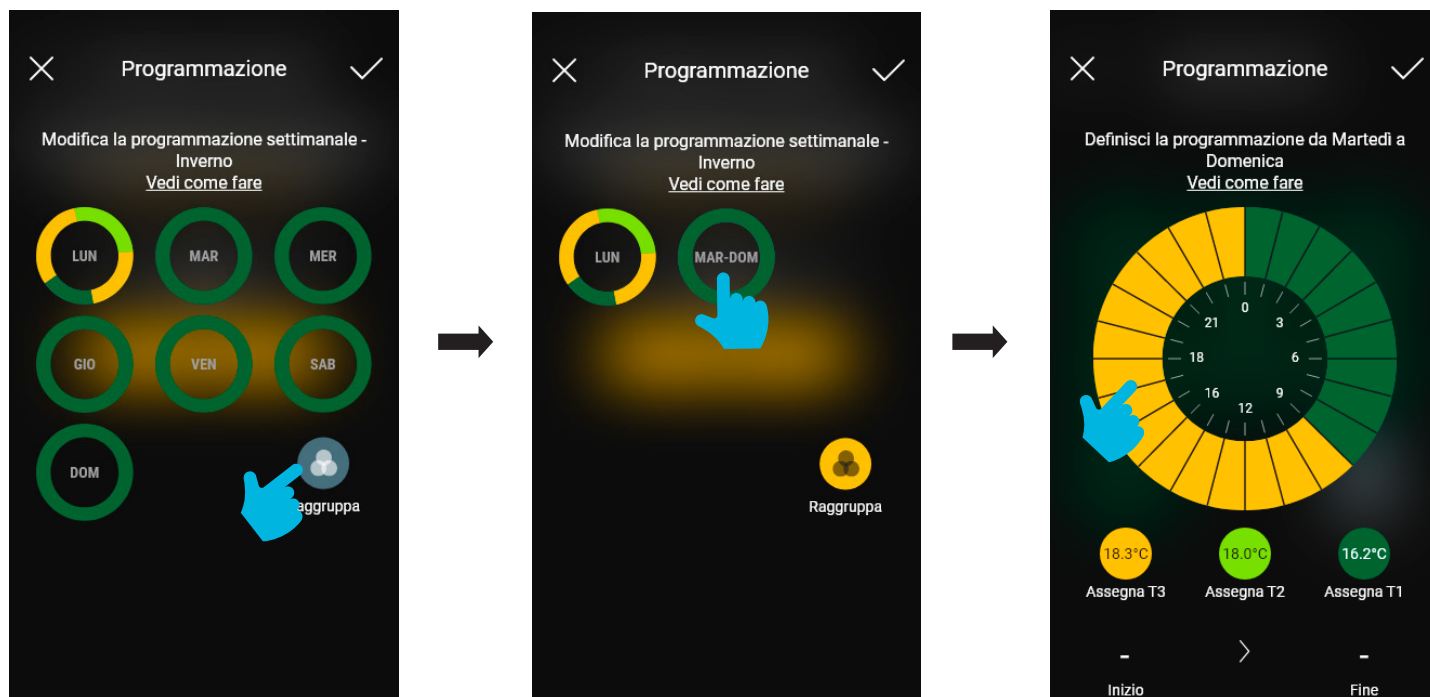 Programmazione
Modifica la programmazione settimanale -
Inverno
Vedi come fare
LUN
MAR
MER
GIO
VEN
SAB
DOM
aggruppa
Programmazione
Modifica la programmazione settimanale -
Inverno
Vedi come fare
LUN
MAR-DOM
Raggruppa
Programmazione
Definisci la programmazione da Martedì a
Domenica
Vedi come fare
0
3
6
9
12
16
18
21
18.3°C
18.0°C
16.2°C
Assegna T3
Assegna T2
Assegna T1
-
-
Inizio
Fine